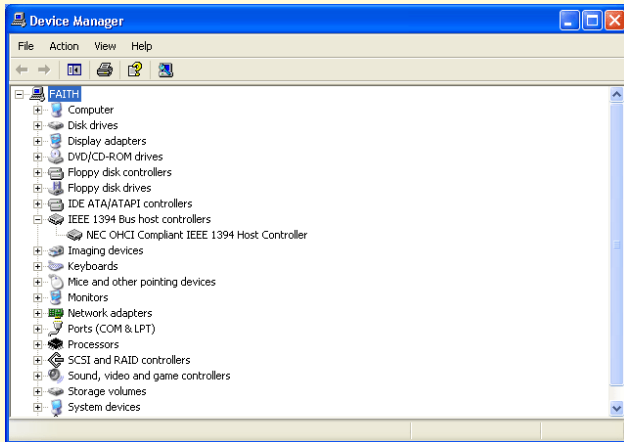 Device Manager
File Action View Help
FAITH
Computer
Disk drives
Display adapters
DVD/CD-ROM drives
Floppy disk controllers
Floppy disk drives
IDE ATA/ATAPI controllers
IEEE 1394 Bus host controllers
NEC OHCI Compliant IEEE 1394 Host Controller
Imaging devices
Keyboards
Mice and other pointing devices
Monitors
Network adapters
Ports (COM & LPT)
Processors
SCSI and RAID controllers
Sound, video and game controllers
Storage volumes
System devices